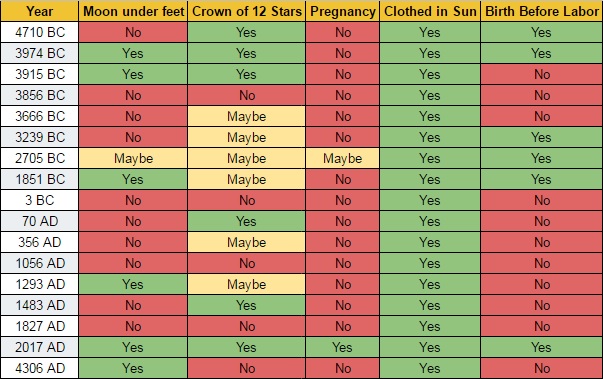 Year Moon under feet Crown of 12 Stars Pregnancy Clothed in Sun Birth Before Labor
4710 BC No Yes No Yes Yes
3974 BC Yes Yes No Yes Yes
3915 BC Yes Yes No Yes No
3856 BC No No No Yes No
3666 BC No Maybe No Yes No
3239 BC No Maybe No Yes Yes
2705 BC Maybe Maybe Maybe Yes Yes
1851 BC Yes Maybe No Yes Yes
3 BC No No No Yes No
70 AD No Yes No Yes No
356 AD No Maybe No Yes No
1056 AD No No No Yes No
1293 AD Yes Maybe No Yes No
1483 AD No Yes No Yes No
1827 AD No No No Yes No
2017 AD Yes Yes Yes Yes Yes
4306 AD Yes No No Yes No